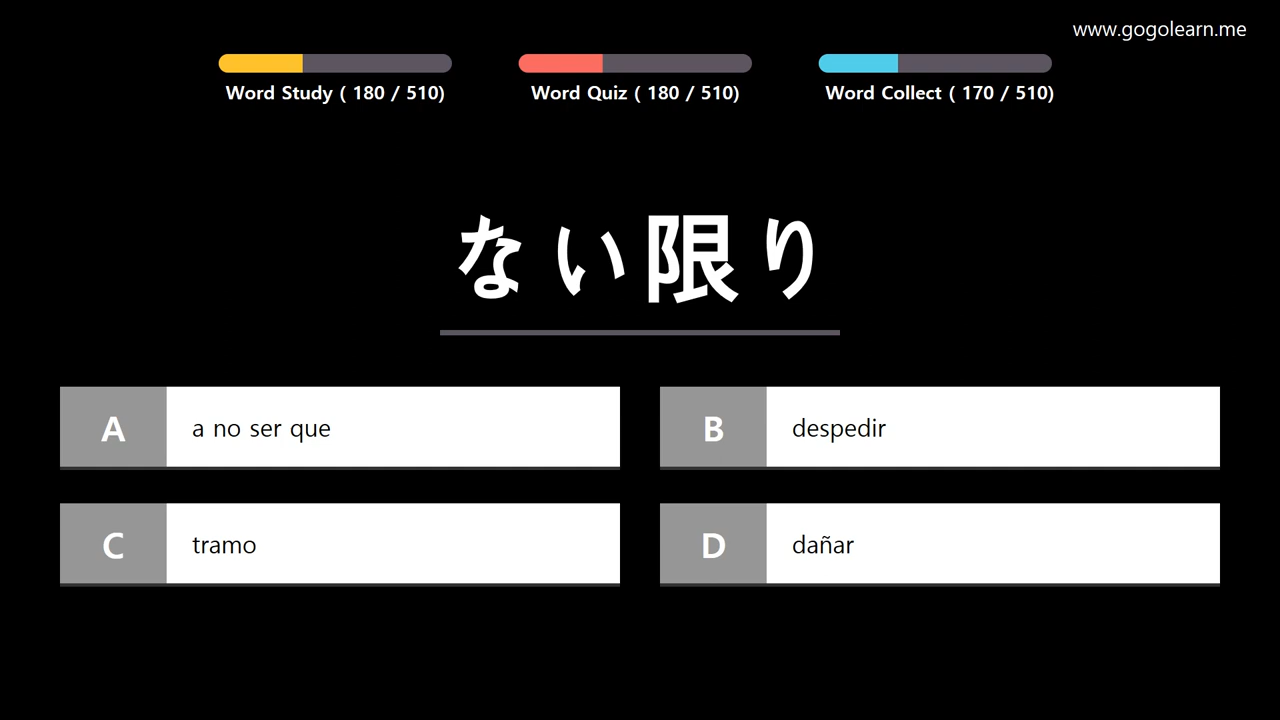 www.gogolearn.me
Word Study ( 180 / 510)
Word Quiz ( 180 / 510)
Word Collect ( 170 / 510)
ない限り
A a no ser que
B despedir
C tramo
D dañar